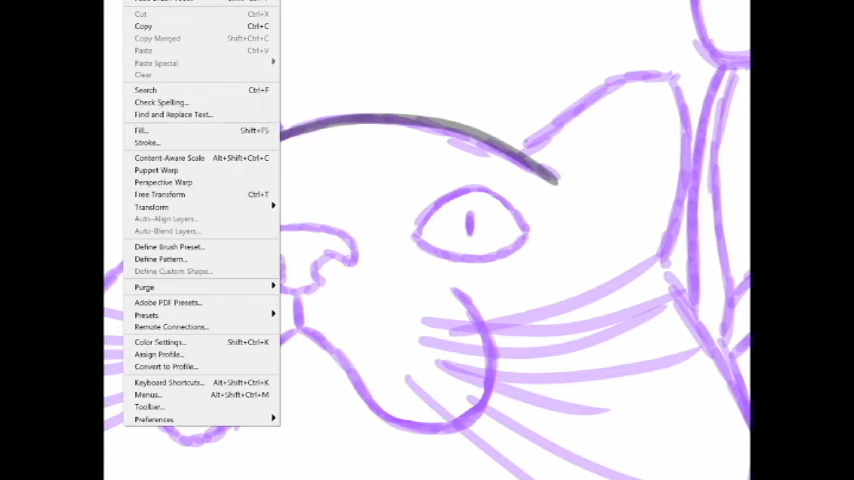 Cut Ctrl+X
Copy Ctrl+C
Copy Merged Shift+Ctrl+C
Paste Ctrl+V
Paste Special
Clear
Search Ctrl+F
Check Spelling...
Find and Replace Text...
Fill... Shift+F5
Stroke...
Content-Aware Scale Alt+Shift+Ctrl+C
Puppet Warp
Perspective Warp
Free Transform Ctrl+T
Transform
Auto-Align Layers...
Auto-Blend Layers...
Define Brush Preset...
Define Pattern...
Define Custom Shape...
Purge
Adobe PDF Presets...
Presets
Remote Connections...
Color Settings... Shift+Ctrl+K
Assign Profile...
Convert to Profile...
Keyboard Shortcuts... Alt+Shift+Ctrl+K
Menus... Alt+Shift+Ctrl+M
Toolbar...
Preferences